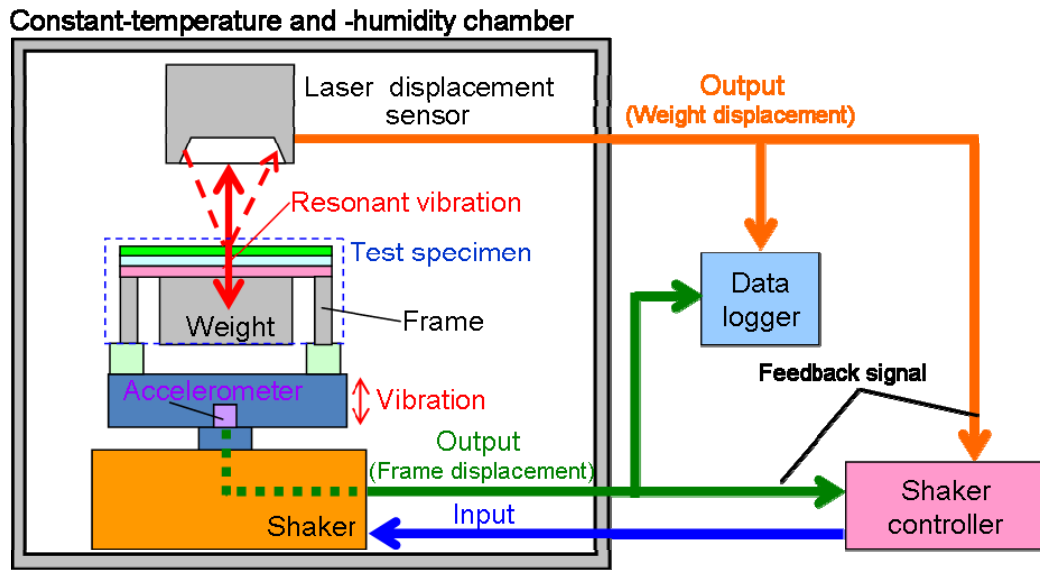 Constant-temperature and -humidity chamber
Laser displacement
sensor
Output
(Weight displacement)
Resonant vibration
Test specimen
Data
logger
Weight
Frame
Accelerometer
Vibration
Feedback signal
Output
(Frame displacement)
Shaker
Input
Shaker
controller